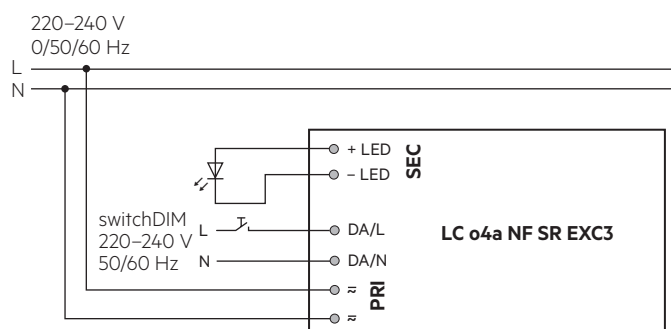 220–240 V
0/50/60 Hz
L
N
+ LED
– LED
SEC
switchDIM
220–240 V
50/60 Hz
L
N
DA/L
DA/N
LC o4a NF SR EXC3
PRI
≂
≂